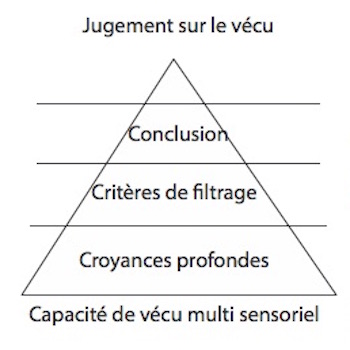 Jugement sur le vécu
Conclusion
Critères de filtrage
Croyances profondes
Capacité de vécu multi sensoriel